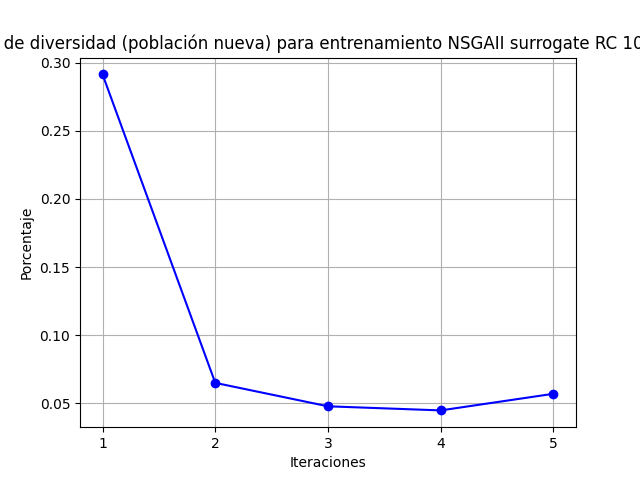 de diversidad (población nueva) para entrenamiento NSGAII surrogate RC 10
0.30
0.25
0.20
0.15
0.10
0.05
Porcentaje
1 2 3 4 5
Iteraciones